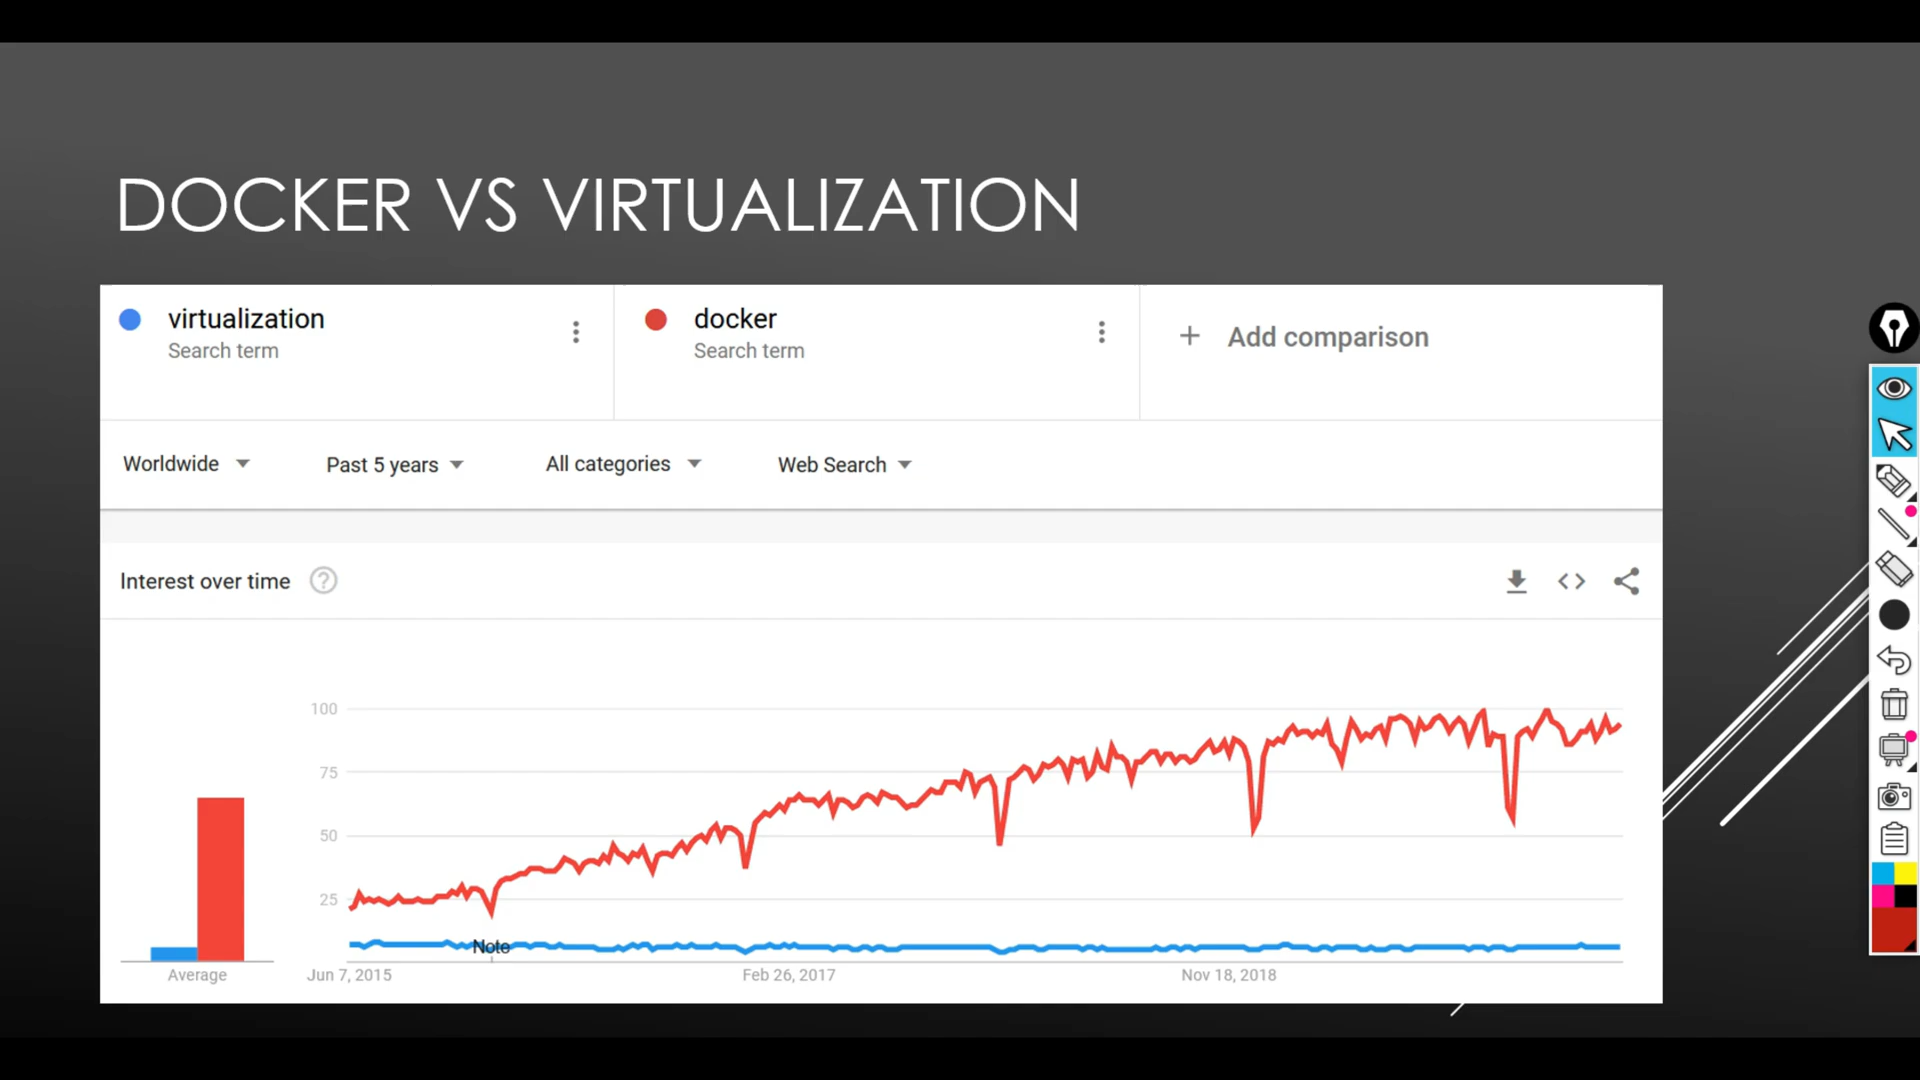 DOCKER VS VIRTUALIZATION
virtualization
Search term
docker
Search term
+ Add comparison
Worldwide
Past 5 years
All categories
Web Search
Interest over time ?
100
75
50
25
Note
Average
Jun 7, 2015
Feb 26, 2017
Nov 18, 2018